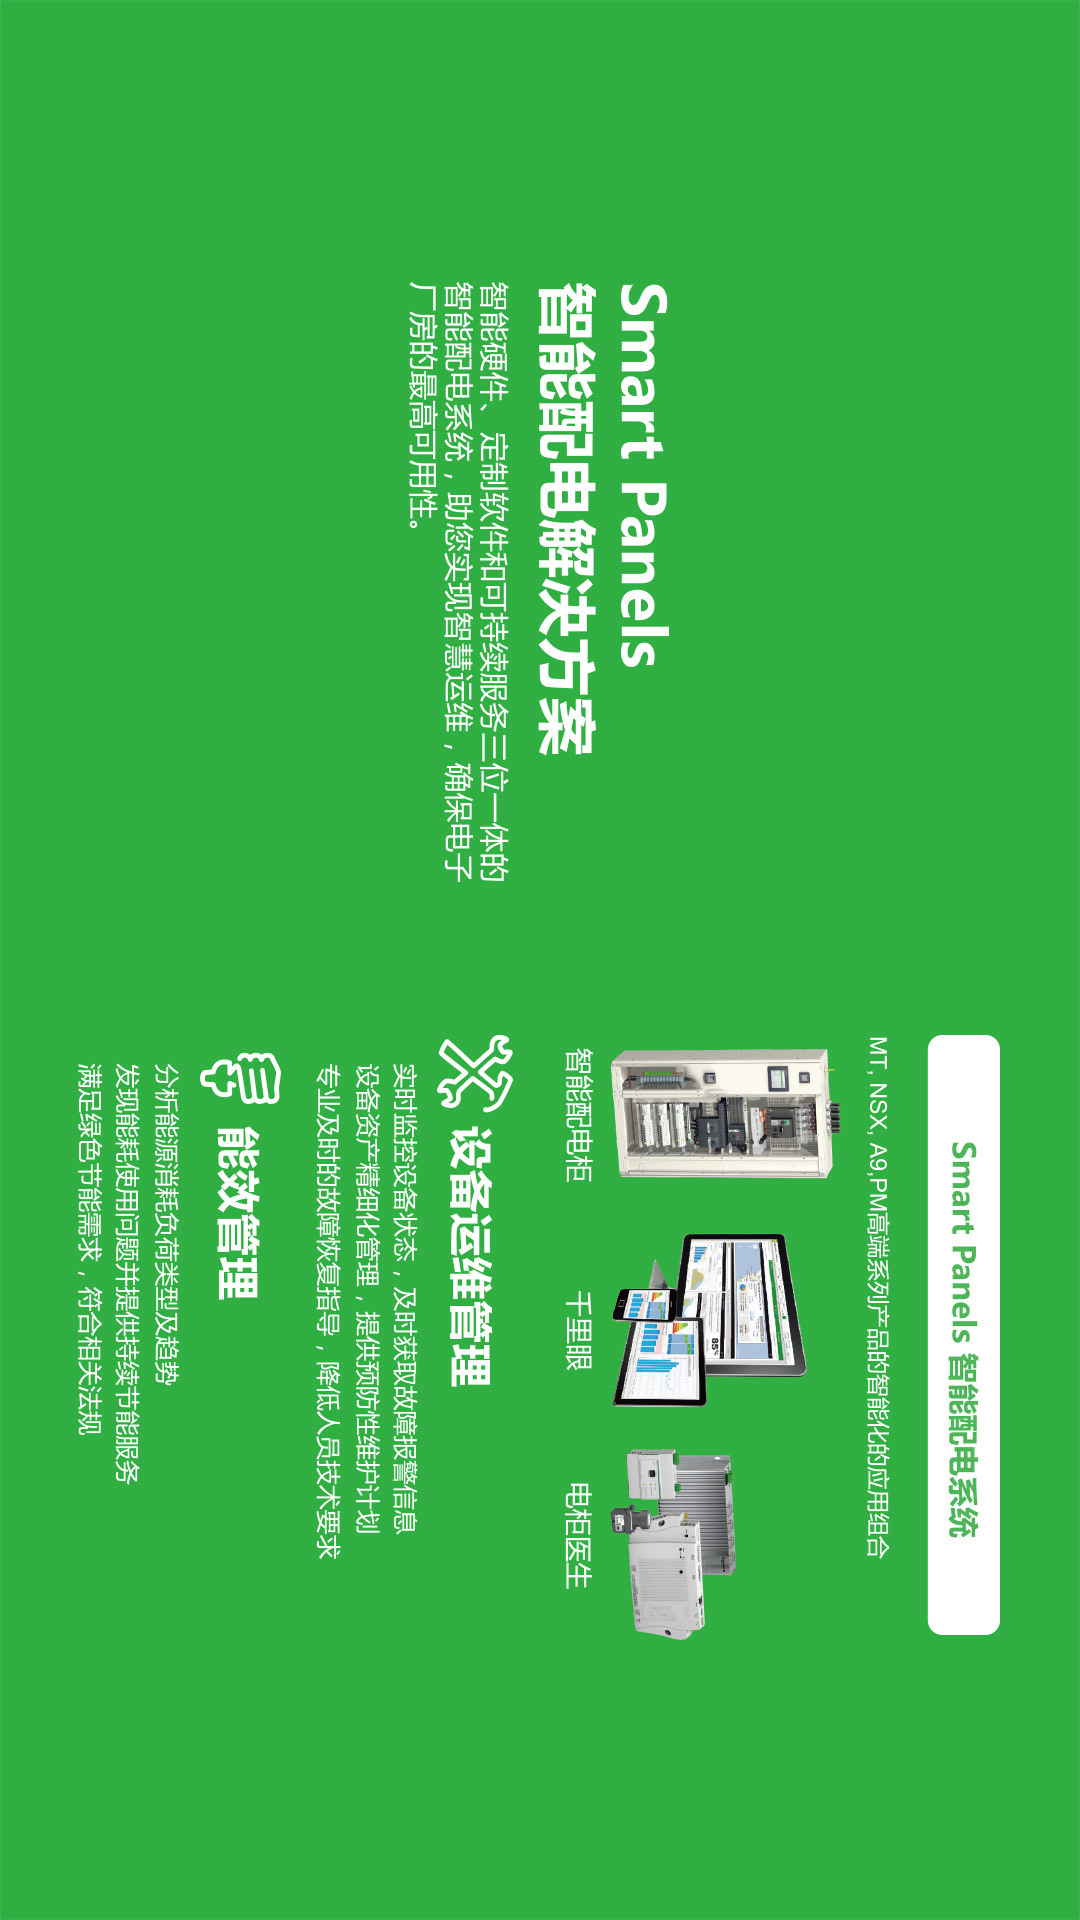 Smart Panels
智能配电解决方案
智能硬件、定制软件和可持续服务三位一体的
智能配电系统，助您实现智慧运维，确保电子
厂房的最高可用性。
Smart Panels 智能配电系统
MT, NSX, A9,PM高端系列产品的智能化的应用组合
85%
智能配电柜
千里眼
电柜医生
设备运维管理
实时监控设备状态，及时获取故障报警信息
设备资产精细化管理，提供预防性维护计划
专业及时的故障恢复指导，降低人员技术要求
能效管理
分析能源消耗负荷类型及趋势
发现能耗使用问题并提供持续节能服务
满足绿色节能需求，符合相关法规